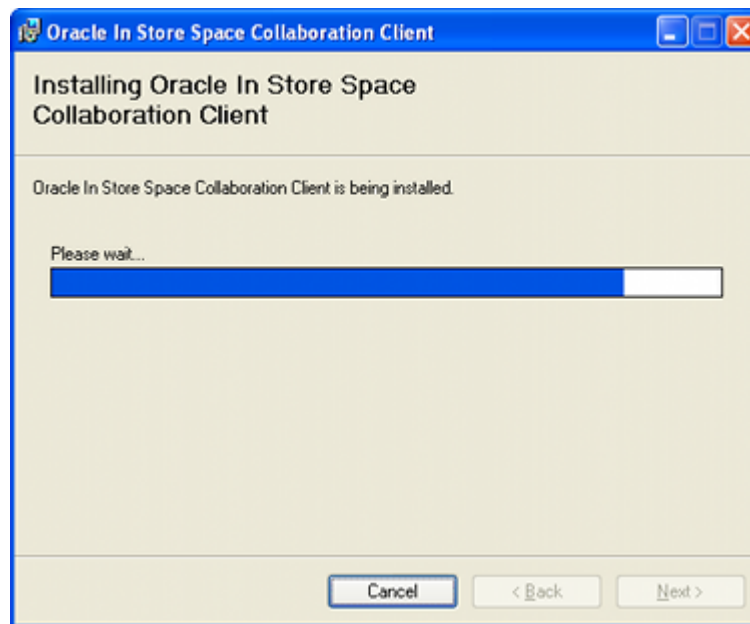 Oracle In Store Space Collaboration Client
Installing Oracle In Store Space
Collaboration Client
Oracle In Store Space Collaboration Client is being installed.
Please wait...
Cancel
< Back
Next >